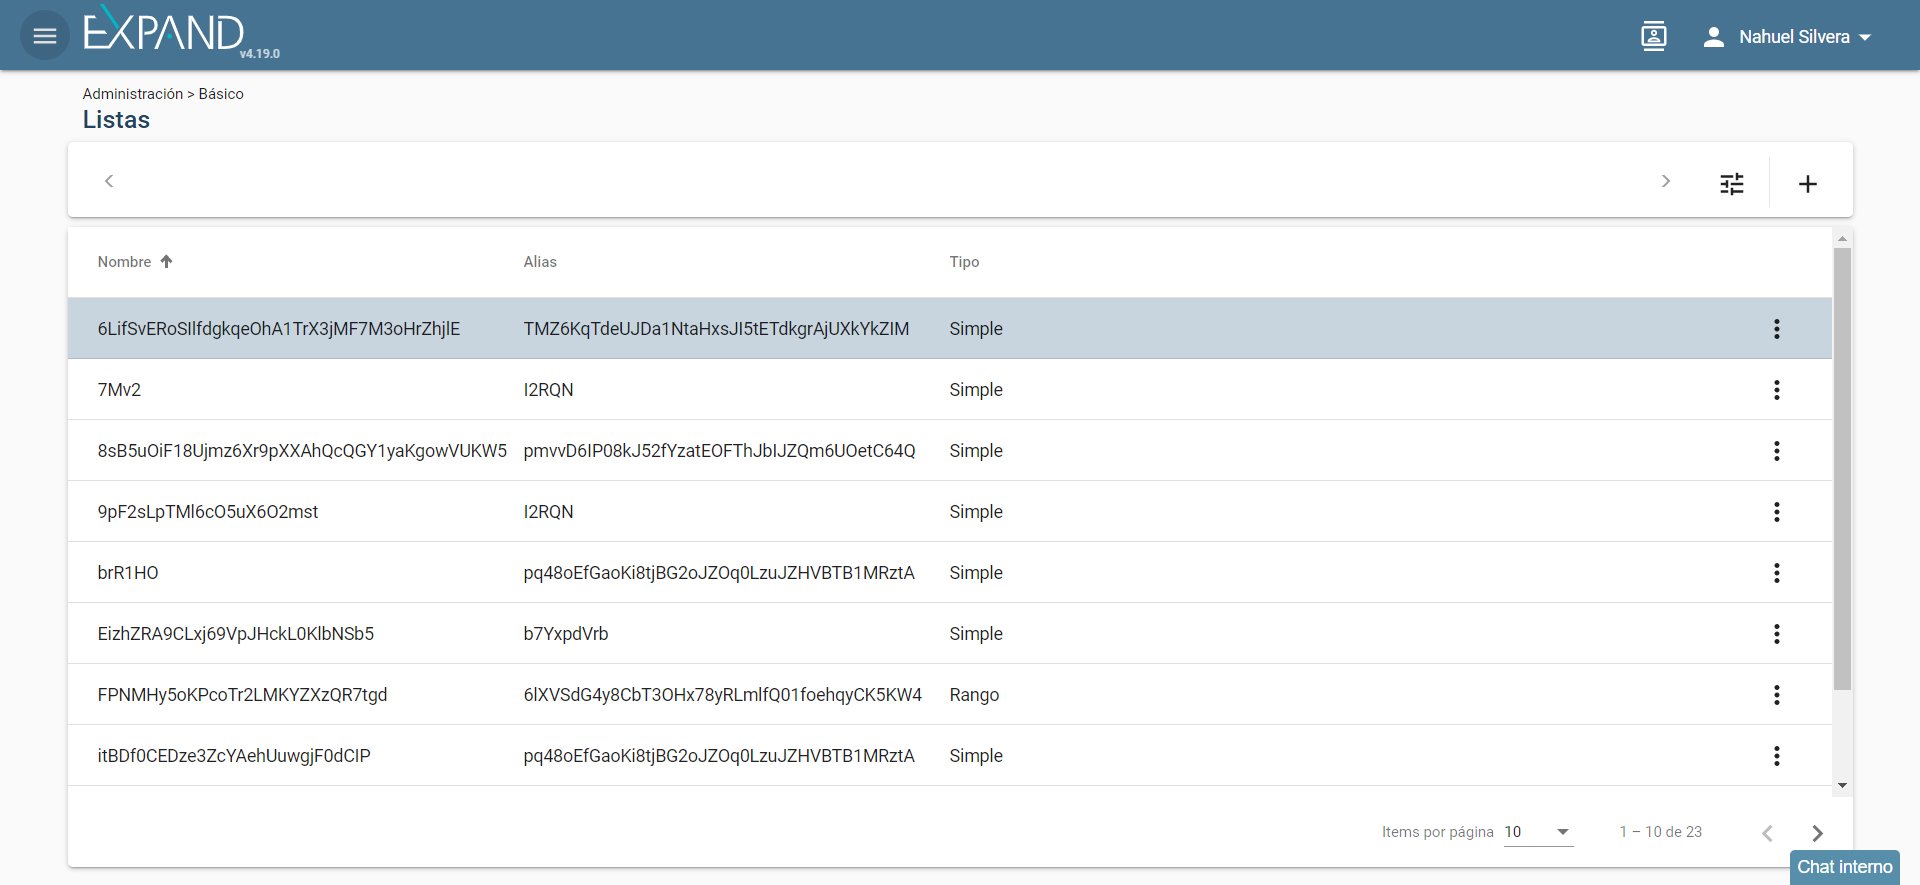 EXPAND v4.19.0
Nahuel Silvera
Administración > Básico
Listas
Nombre Alias Tipo
6LifSvERoSIlfdgkqeOhA1TrX3jMF7M3oHrZhjlE TMZ6KqTdeUJDa1NtaHxsJI5tETdkgrAjUXkYkZIM Simple
7Mv2 I2RQN Simple
8sB5uOiF18Ujmz6Xr9pXXAhQcQGY1yaKgowVUKW5 pmvvD6IP08kJ52fYzatEOFThJbIJZQm6UOetC64Q Simple
9pF2sLpTMl6cO5uX6O2mst I2RQN Simple
brR1HO pq48oEfGaoKi8tjBG2oJZOq0LzuJZHVBTB1MRztA Simple
EizhZRA9CLxj69VpJHckL0KlbNSb5 b7YxpdVrb Simple
FPNMHy5oKPcoTr2LMKYZXzQR7tgd 6lXVSdG4y8CbT3OHx78yRLmlfQ01foehqyCK5KW4 Rango
itBDf0CEDze3ZcYAehUuwgjF0dCIP pq48oEfGaoKi8tjBG2oJZOq0LzuJZHVBTB1MRztA Simple
Items por página 10 1 – 10 de 23
Chat interno